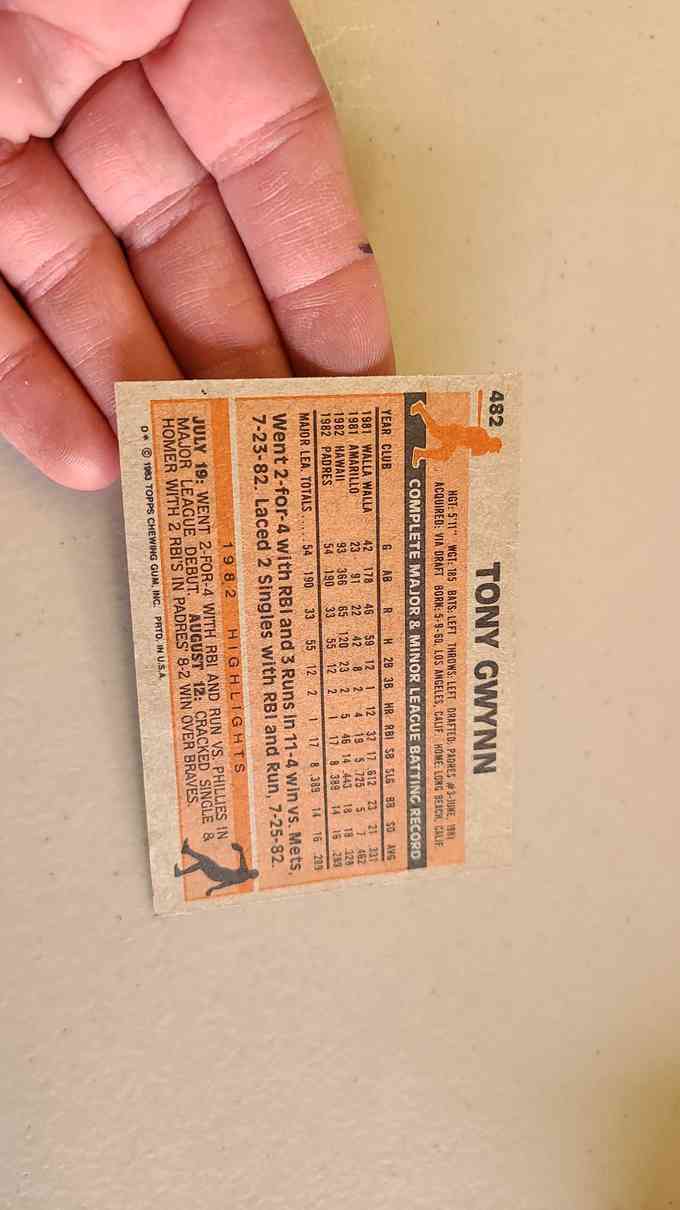 482
TONY GWYNN
HGT: 5'11" WGT: 185 BATS: LEFT THROWS: LEFT DRAFTED: PADRES #3-JUNE, 1981
ACQUIRED: VIA DRAFT BORN: 5-9-60, LOS ANGELES, CALIF. HOME: LONG BEACH, CALIF.
COMPLETE MAJOR & MINOR LEAGUE BATTING RECORD
YEAR CLUB G AB R H 2B 3B HR RBI SB SLG BB SO AVG
1981 WALLA WALLA 42 178 46 59 12 1 12 37 17 .612 23 21 .331
1981 AMARILLO 23 91 22 42 8 2 4 19 5 .725 5 7 .462
1982 HAWAII 93 366 65 120 23 2 5 46 14 .443 18 18 .328
1982 PADRES 54 190 33 55 12 2 1 17 8 .389 14 16 .289
MAJOR LEA. TOTALS..... 54 190 33 55 12 2 1 17 8 .389 14 16 .289
Went 2-for-4 with RBI and 3 Runs in 11-4 win vs. Mets,
7-23-82. Laced 2 Singles with RBI and Run, 7-25-82.
1982 HIGHLIGHTS
JULY 19: WENT 2-FOR-4 WITH RBI AND RUN VS. PHILLIES IN
MAJOR LEAGUE DEBUT. AUGUST 12: CRACKED SINGLE &
HOMER WITH 2 RBI'S IN PADRES' 8-2 WIN OVER BRAVES.
D* © 1983 TOPPS CHEWING GUM, INC. PRTD. IN U.S.A.